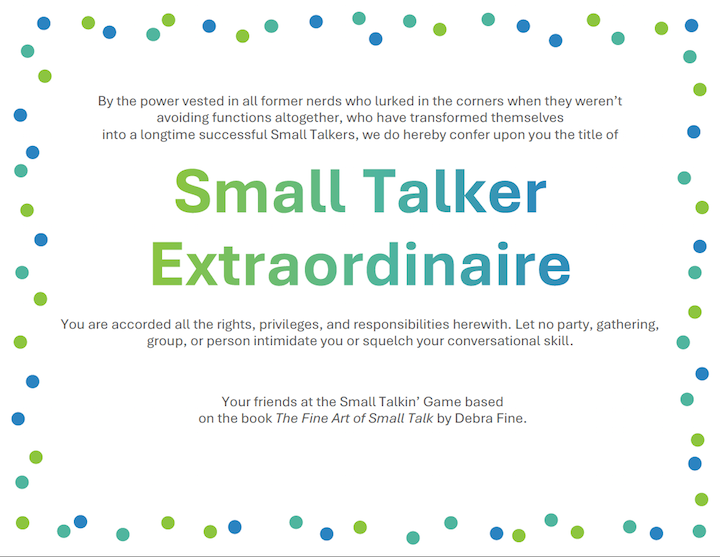 By the power vested in all former nerds who lurked in the corners when they weren't
avoiding functions altogether, who have transformed themselves
into a longtime successful Small Talkers, we do hereby confer upon you the title of
Small Talker
Extraordinaire
You are accorded all the rights, privileges, and responsibilities herewith. Let no party, gathering,
group, or person intimidate you or squelch your conversational skill.
Your friends at the Small Talkin' Game based
on the book The Fine Art of Small Talk by Debra Fine.